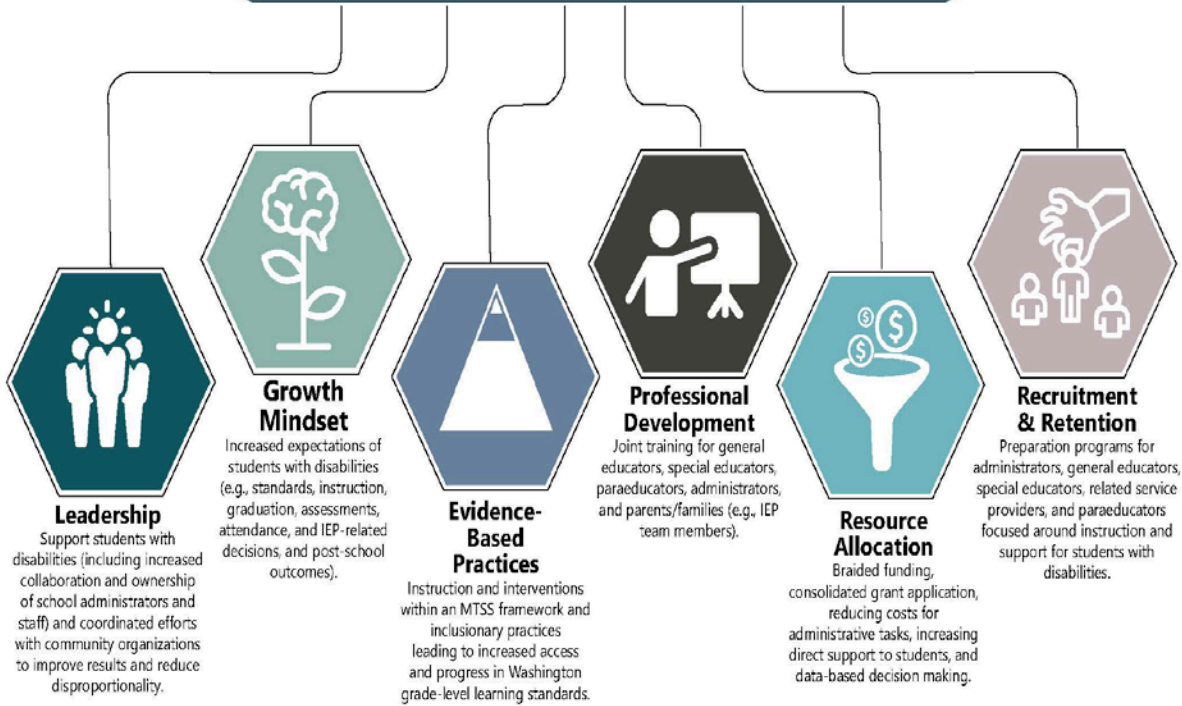 Leadership
Support students with
disabilities (including increased
collaboration and ownership
of school administrators and
staff) and coordinated efforts
with community organizations
to improve results and reduce
disproportionality.
Growth
Mindset
Increased expectations of
students with disabilities
(e.g., standards, instruction,
graduation, assessments,
attendance, and IEP-related
decisions, and post-school
outcomes).
Evidence-
Based
Practices
Instruction and interventions
within an MTSS framework and
inclusionary practices
leading to increased access
and progress in Washington
grade-level learning standards.
Professional
Development
Joint training for general
educators, special educators,
paraeducators, administrators,
and parents/families (e.g., IEP
team members).
$
$
$
Resource
Allocation
Braided funding,
consolidated grant application,
reducing costs for
administrative tasks, increasing
direct support to students, and
data-based decision making.
Recruitment
& Retention
Preparation programs for
administrators, general educators,
special educators, related service
providers, and paraeducators
focused around instruction and
support for students with
disabilities.